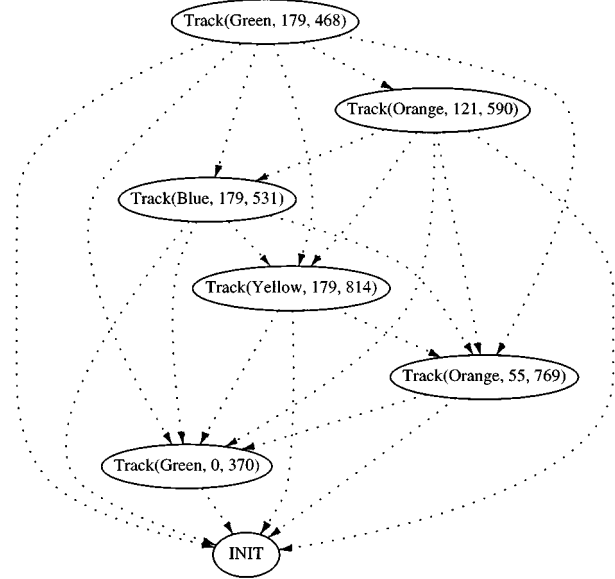 Track(Green, 179, 468)
Track(Orange, 121, 590)
Track(Blue, 179, 531)
Track(Yellow, 179, 814)
Track(Orange, 55, 769)
Track(Green, 0, 370)
INIT